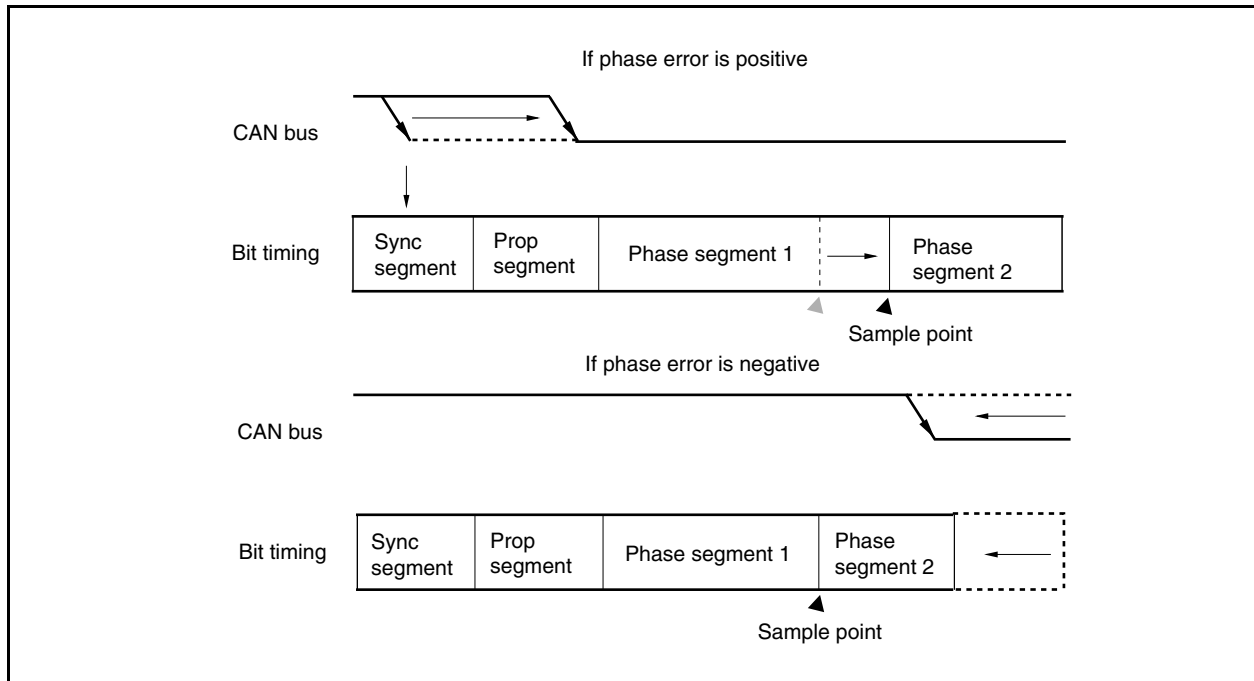 If phase error is positive
CAN bus
Bit timing
Sync
segment
Prop
segment
Phase segment 1
Phase
segment 2
Sample point
If phase error is negative
CAN bus
Bit timing
Sync
segment
Prop
segment
Phase segment 1
Phase
segment 2
Sample point